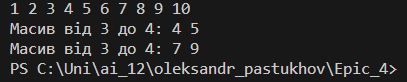 1 2 3 4 5 6 7 8 9 10
Масив від 3 до 4: 4 5
Масив від 3 до 4: 7 9
PS C:\Uni\ai_12\oleksandr_pastukhov\Epic_4>